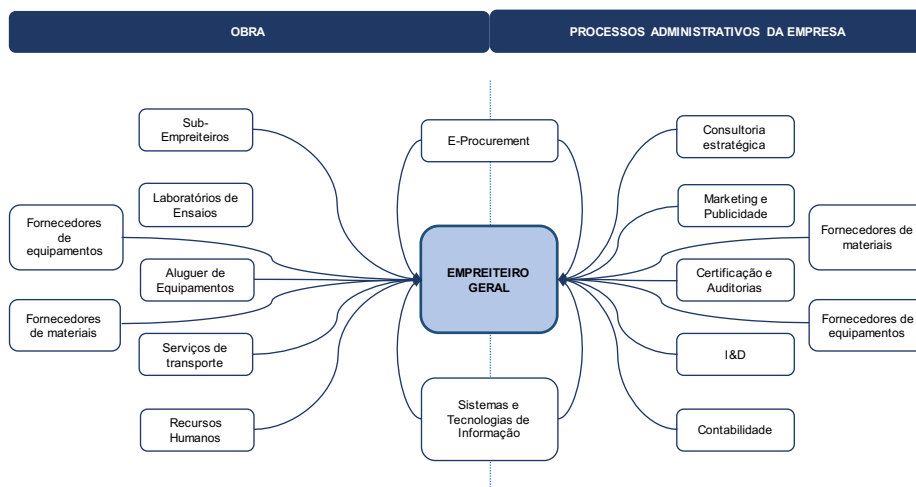 OBRA
PROCESSOS ADMINISTRATIVOS DA EMPRESA
Sub-
Empreiteiros
Laboratórios de
Ensaios
Fornecedores
de
equipamentos
Aluguer de
Equipamentos
Fornecedores
de materiais
Serviços de
transporte
Recursos
Humanos
E-Procurement
EMPREITEIRO
GERAL
Sistemas e
Tecnologias de
Informação
Consultoria
estratégica
Marketing e
Publicidade
Fornecedores de
materiais
Certificação e
Auditorias
Fornecedores de
equipamentos
I&D
Contabilidade